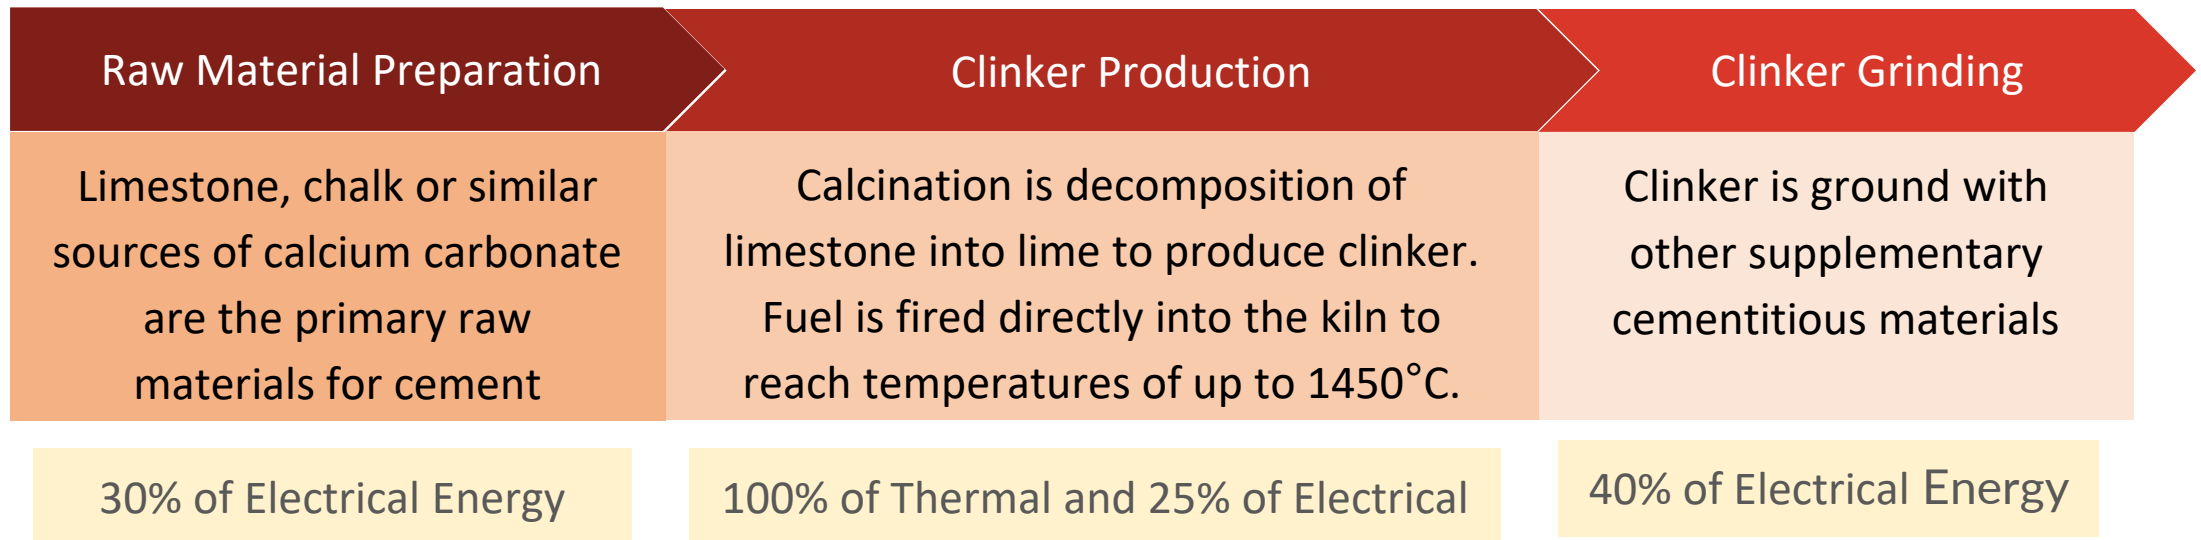 Raw Material Preparation
Clinker Production
Clinker Grinding
Limestone, chalk or similar
sources of calcium carbonate
are the primary raw
materials for cement
Calcination is decomposition of
limestone into lime to produce clinker.
Fuel is fired directly into the kiln to
reach temperatures of up to 1450°C.
Clinker is ground with
other supplementary
cementitious materials
30% of Electrical Energy
100% of Thermal and 25% of Electrical
40% of Electrical Energy